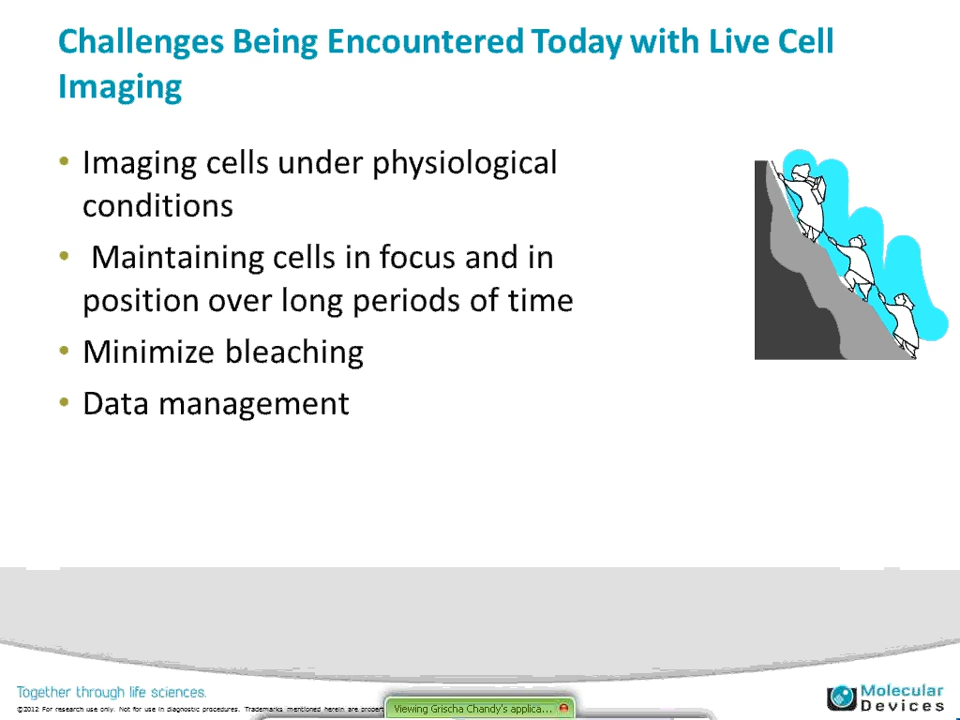 Challenges Being Encountered Today with Live Cell
Imaging
• Imaging cells under physiological
conditions
• Maintaining cells in focus and in
position over long periods of time
• Minimize bleaching
• Data management
Together through life sciences.
©2012 For research use only. Not for use in diagnostic procedures. Trademarks mentioned herein are propert
Viewing Grischa Chandy's applica...
Molecular
Devices